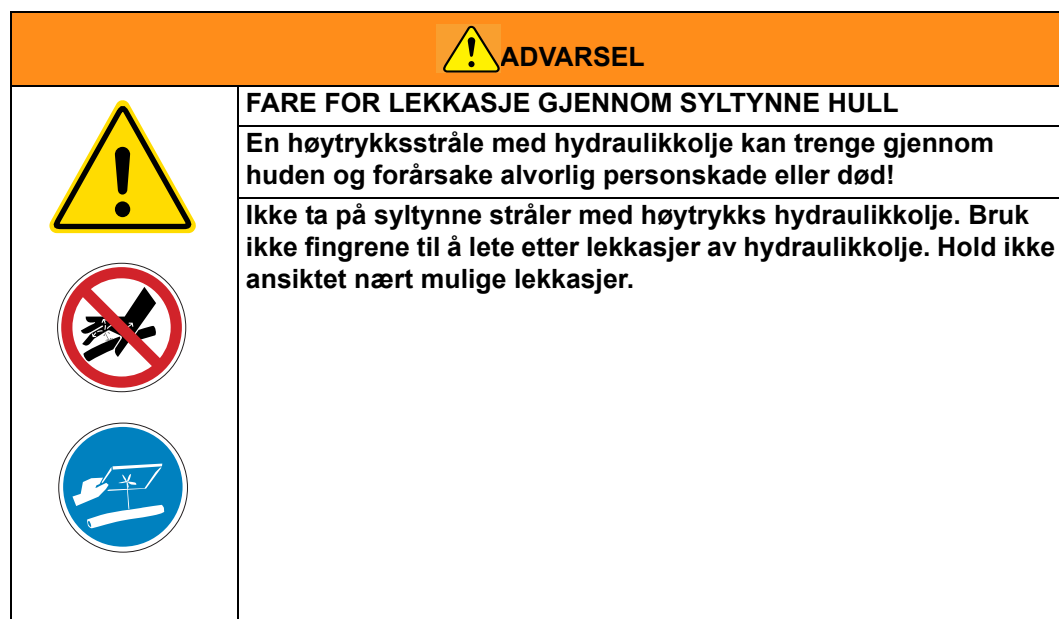 ADVARSEL
FARE FOR LEKKASJE GJENNOM SYLTYNNE HULL
En høytrykksstråle med hydraulikkolje kan trenge gjennom
huden og forårsake alvorlig personskade eller død!
Ikke ta på syltynne stråler med høytrykks hydraulikkolje. Bruk
ikke fingrene til å lete etter lekkasjer av hydraulikkolje. Hold ikke
ansiktet nært mulige lekkasjer.